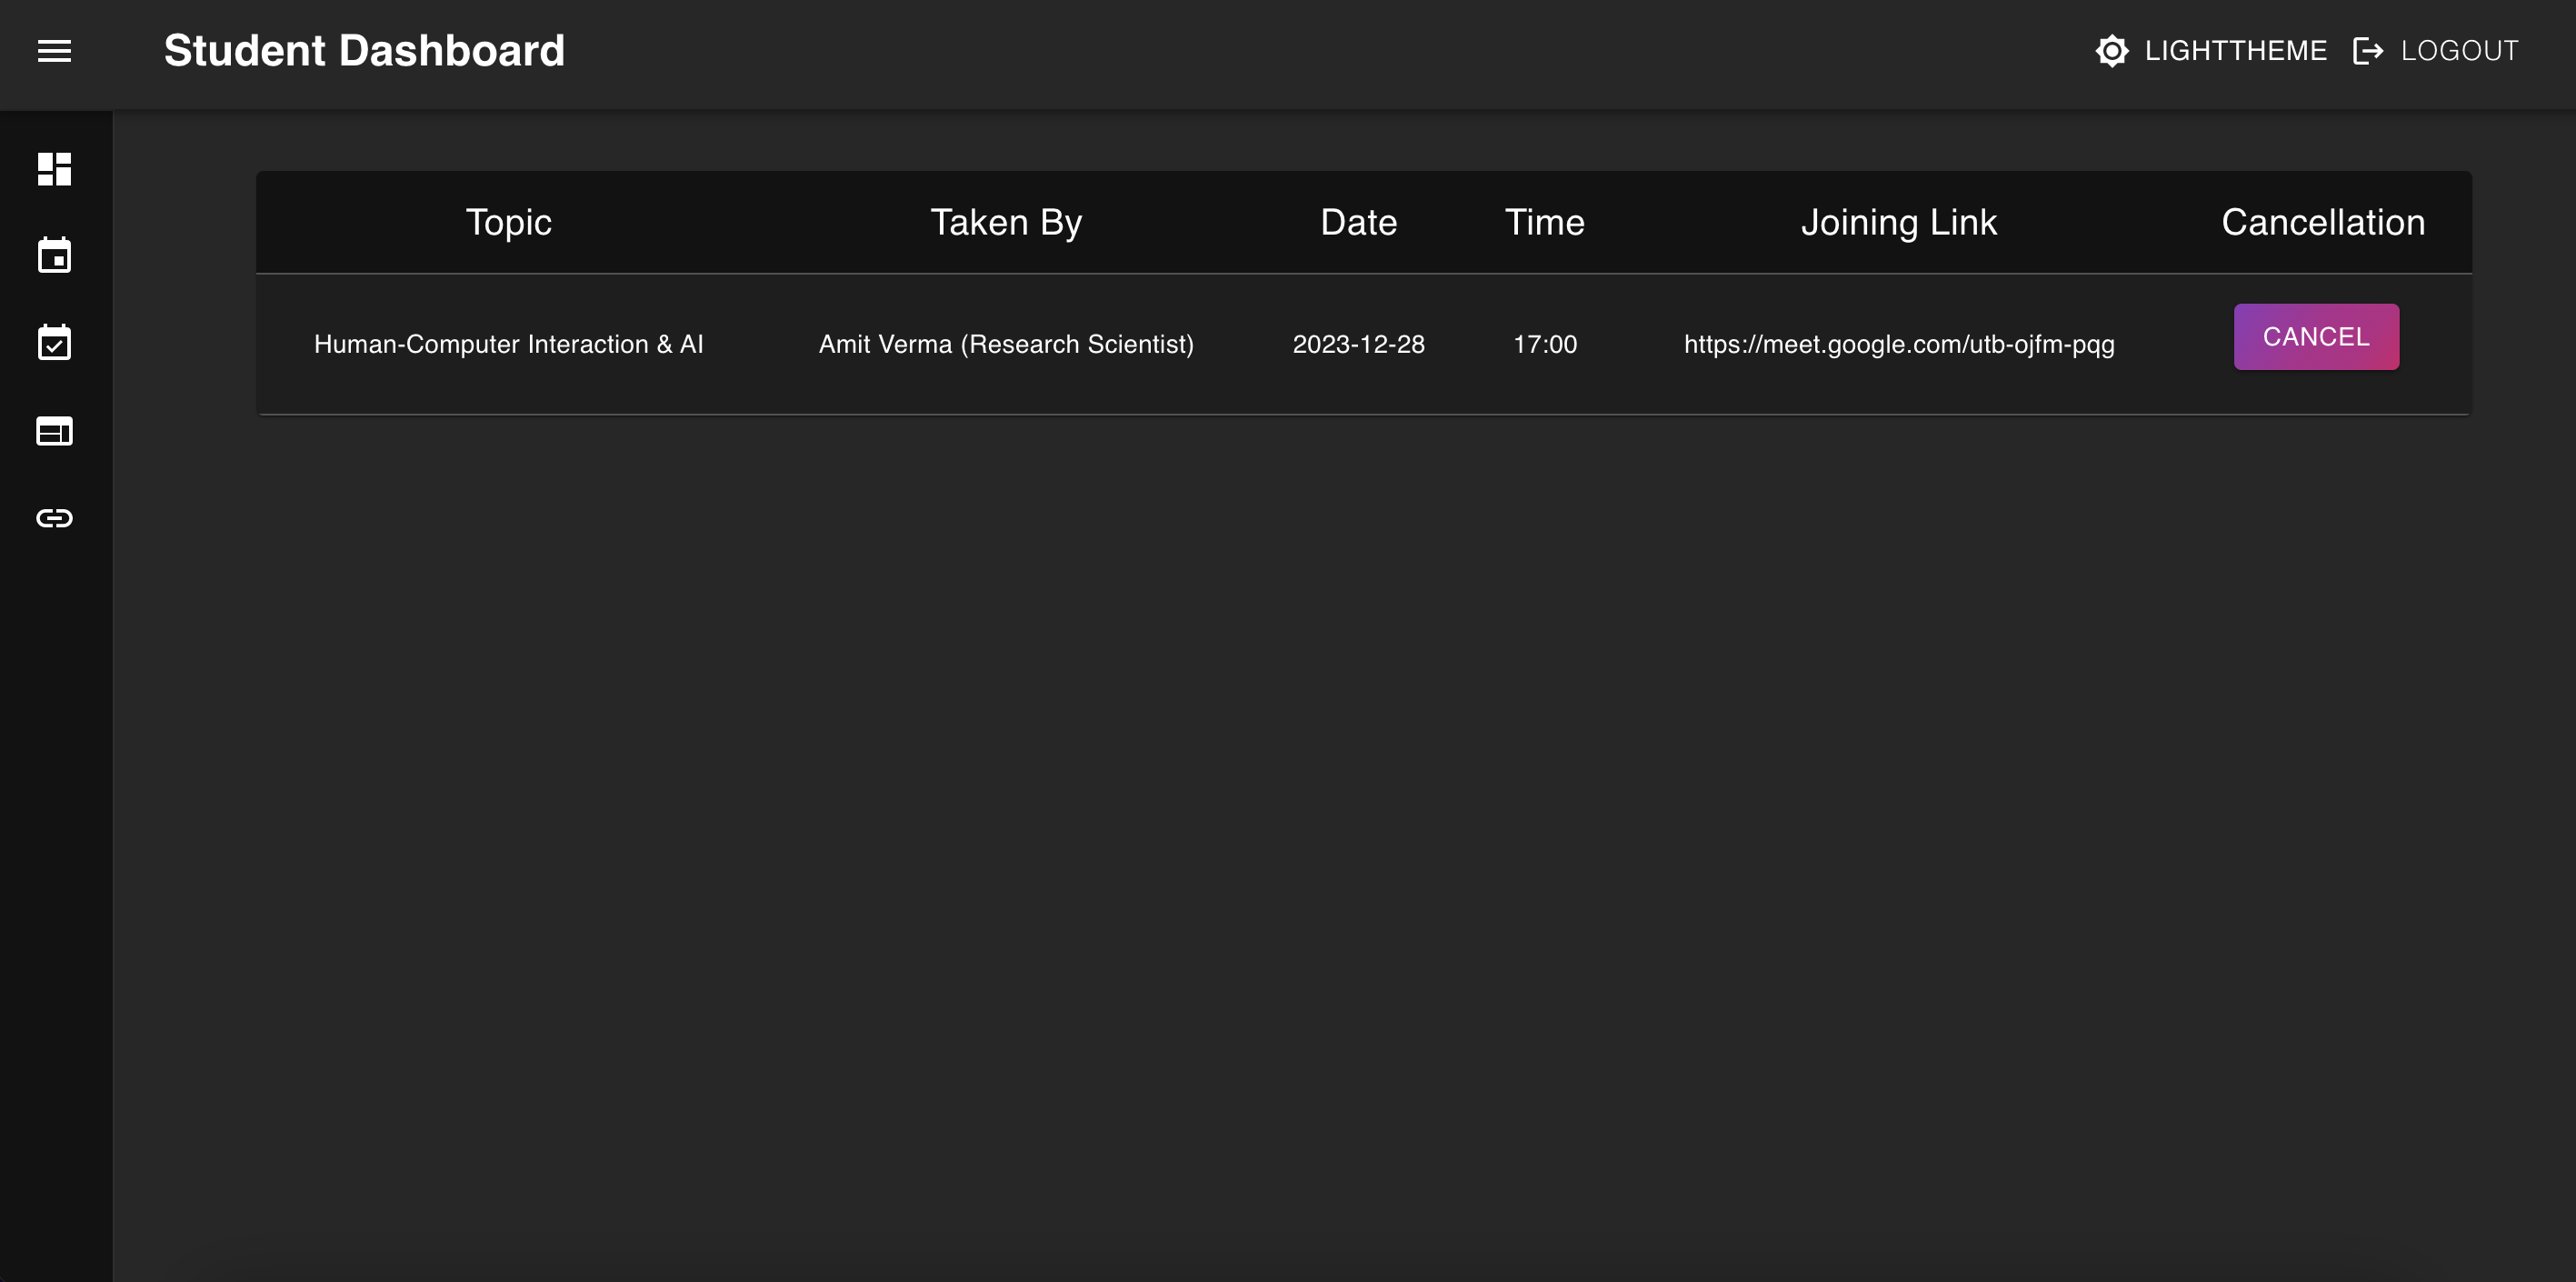 Student Dashboard
LIGHTTHEME LOGOUT
Topic Taken By Date Time Joining Link Cancellation
Human-Computer Interaction & AI Amit Verma (Research Scientist) 2023-12-28 17:00 https://meet.google.com/utb-ojfm-pqg CANCEL